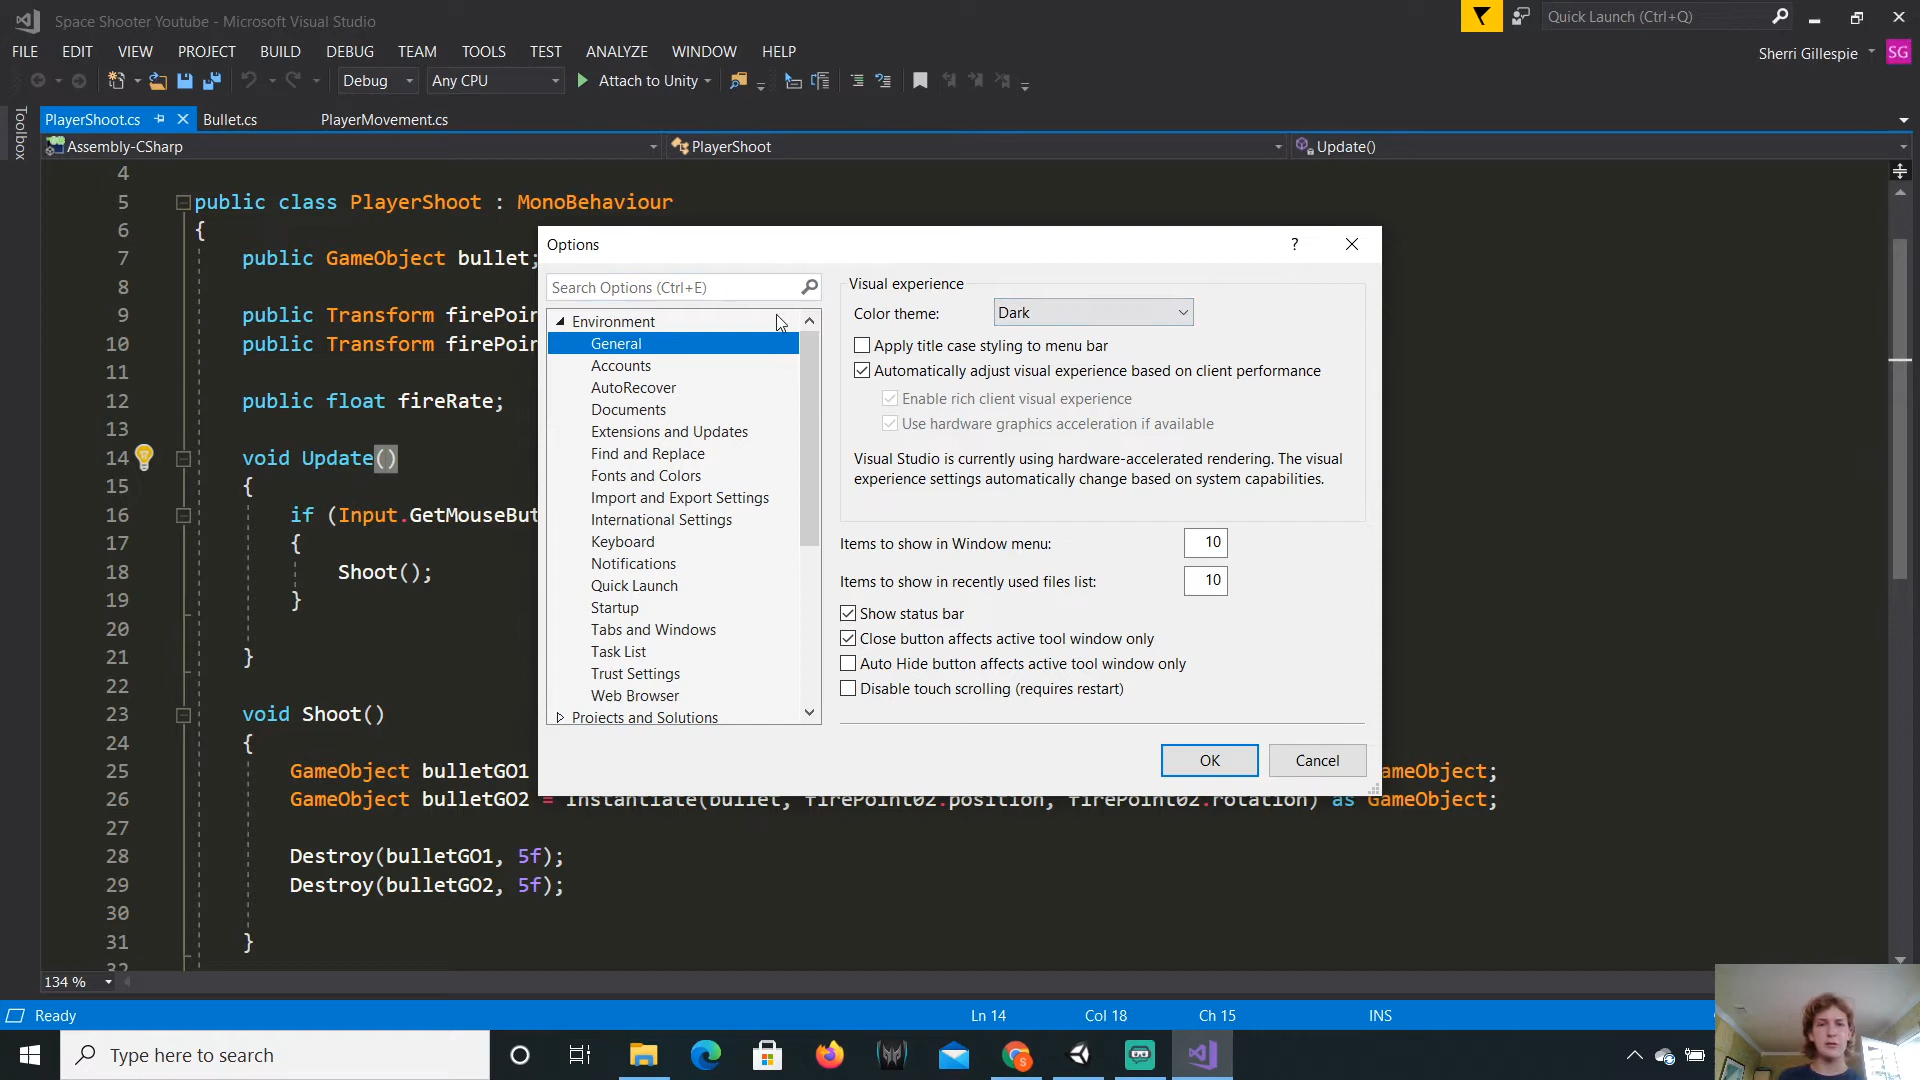 Space Shooter Youtube - Microsoft Visual Studio
Quick Launch (Ctrl+Q)
FILE EDIT VIEW PROJECT BUILD DEBUG TEAM TOOLS TEST ANALYZE WINDOW HELP
Sherri Gillespie SG
Debug Any CPU Attach to Unity
Toolbox
PlayerShoot.cs Bullet.cs PlayerMovement.cs
Assembly-CSharp PlayerShoot Update()
4
5 public class PlayerShoot : MonoBehaviour
6 {
7 public GameObject bullet;
8
9 public Transform firePoin
10 public Transform firePoin
11
12 public float fireRate;
13
14 void Update()
15 {
16 if (Input.GetMouseBut
17 {
18 Shoot();
19 }
20
21 }
22
23 void Shoot()
24 {
25 GameObject bulletGO1 ameObject;
26 GameObject bulletGO2 = Instantiate(bullet, firePoint02.position, firePoint02.rotation) as GameObject;
27
28 Destroy(bulletGO1, 5f);
29 Destroy(bulletGO2, 5f);
30
31 }
32
Options
?
Search Options (Ctrl+E)
Environment
General
Accounts
AutoRecover
Documents
Extensions and Updates
Find and Replace
Fonts and Colors
Import and Export Settings
International Settings
Keyboard
Notifications
Quick Launch
Startup
Tabs and Windows
Task List
Trust Settings
Web Browser
Projects and Solutions
Visual experience
Color theme: Dark
Apply title case styling to menu bar
Automatically adjust visual experience based on client performance
Enable rich client visual experience
Use hardware graphics acceleration if available
Visual Studio is currently using hardware-accelerated rendering. The visual
experience settings automatically change based on system capabilities.
Items to show in Window menu: 10
Items to show in recently used files list: 10
Show status bar
Close button affects active tool window only
Auto Hide button affects active tool window only
Disable touch scrolling (requires restart)
OK Cancel
134 %
Ready Ln 14 Col 18 Ch 15 INS
Type here to search